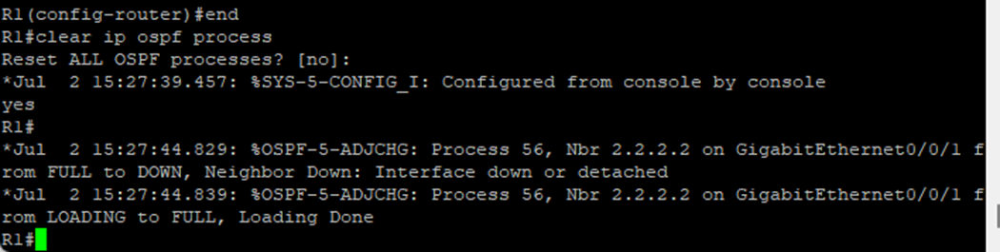 R1(config-router)#end
R1#clear ip ospf process
Reset ALL OSPF processes? [no]:
*Jul  2 15:27:39.457: %SYS-5-CONFIG_I: Configured from console by console
yes
R1#
*Jul  2 15:27:44.829: %OSPF-5-ADJCHG: Process 56, Nbr 2.2.2.2 on GigabitEthernet0/0/1 f
rom FULL to DOWN, Neighbor Down: Interface down or detached
*Jul  2 15:27:44.839: %OSPF-5-ADJCHG: Process 56, Nbr 2.2.2.2 on GigabitEthernet0/0/1 f
rom LOADING to FULL, Loading Done
R1#